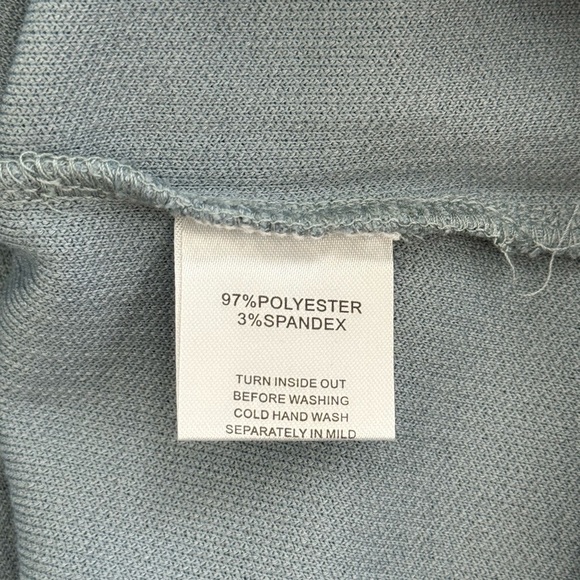 97%POLYESTER
3%SPANDEX
TURN INSIDE OUT
BEFORE WASHING
COLD HAND WASH
SEPARATELY IN MILD